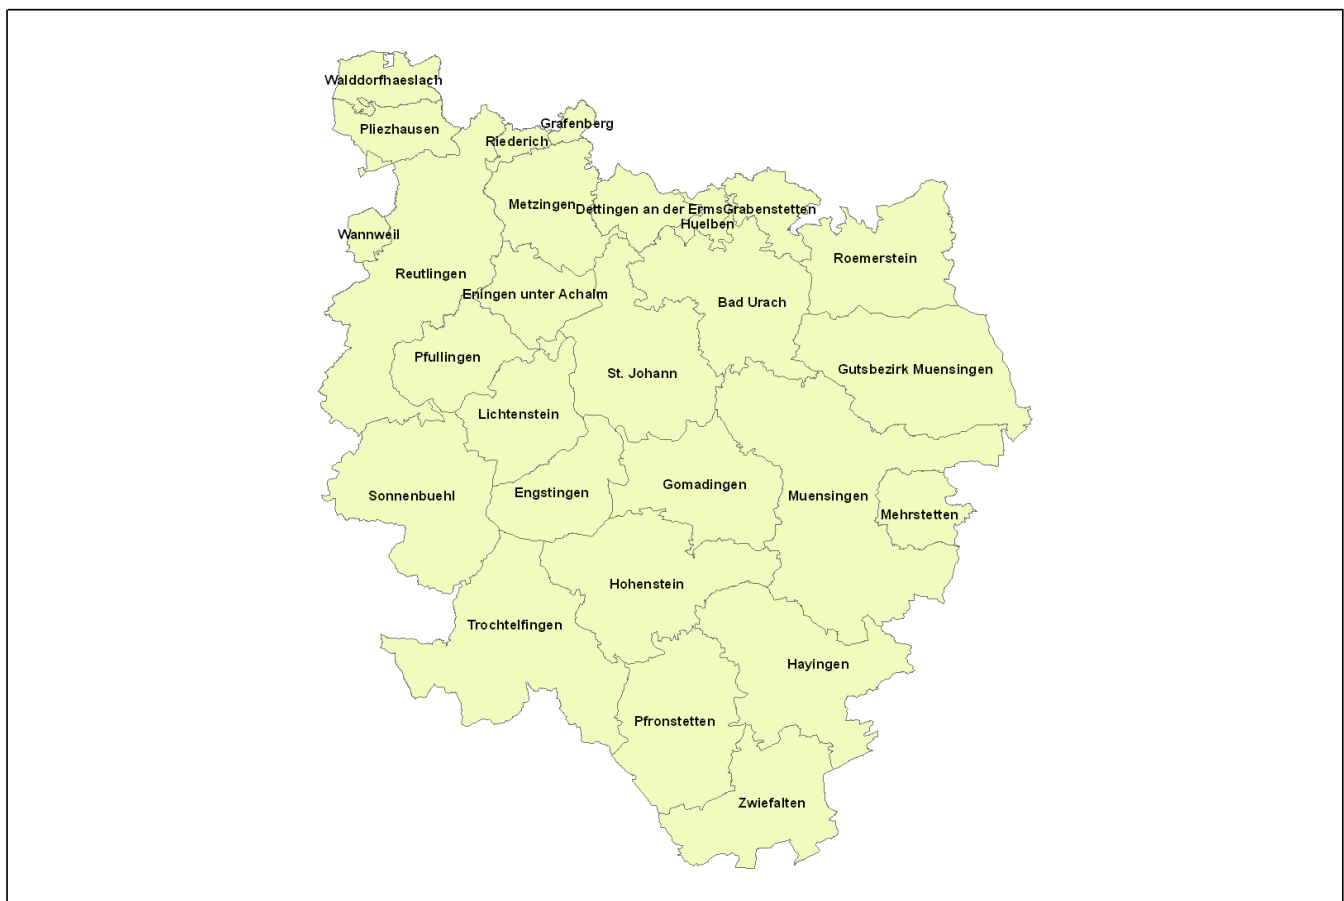 Walddorfhaeslach
Pliezhausen
Grafenberg
Riederich
Metzingen
Dettingen an der Erms
Grabenstetten
Huelben
Wannweil
Roemerstein
Reutlingen
Eningen unter Achalm
Bad Urach
Pfullingen
Gutsbezirk Muensingen
St. Johann
Lichtenstein
Gomadingen
Engstingen
Sonnenbuehl
Muensingen
Mehrstetten
Hohenstein
Trochtelfingen
Hayingen
Pfronstetten
Zwiefalten